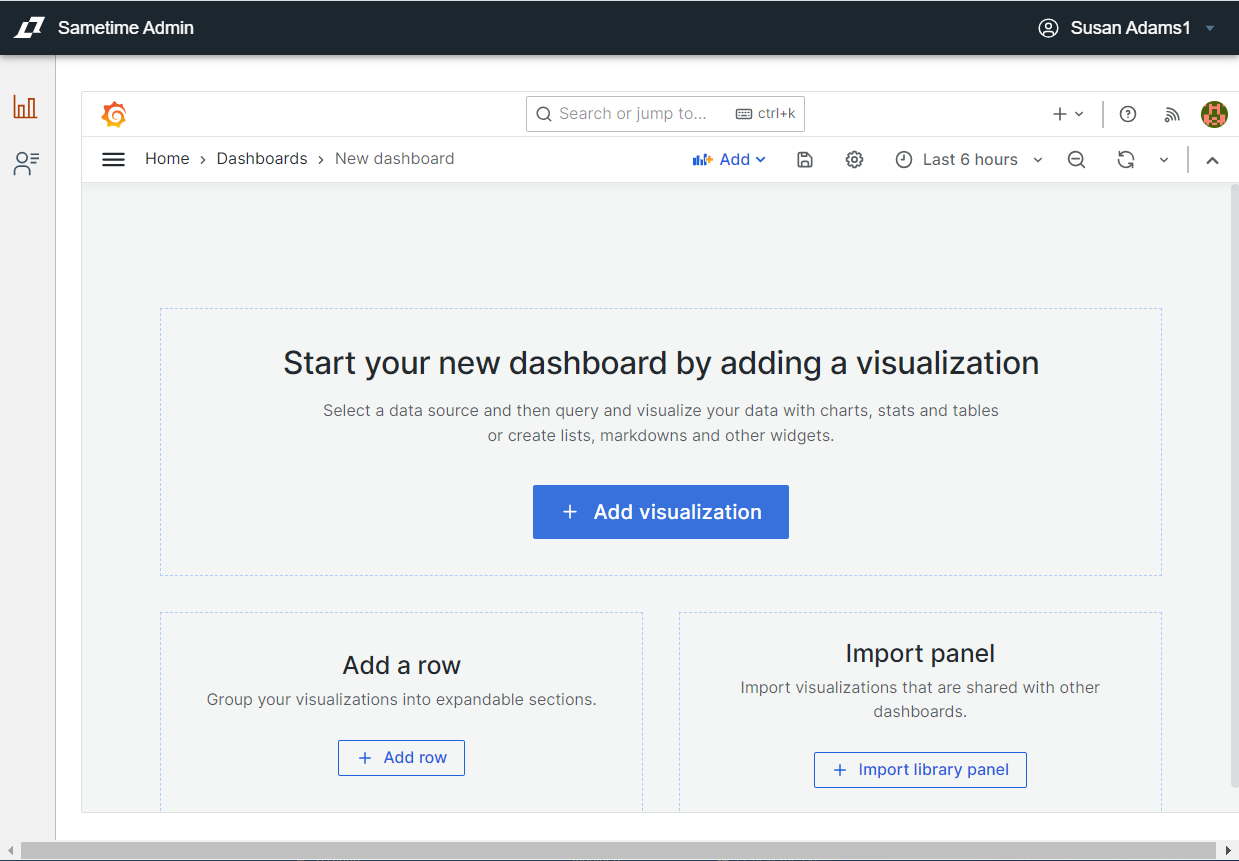 Sametime Admin
Susan Adams1
Search or jump to...
ctrl+k
Home › Dashboards › New dashboard
Add
Last 6 hours
Start your new dashboard by adding a visualization
Select a data source and then query and visualize your data with charts, stats and tables
or create lists, markdowns and other widgets.
+ Add visualization
Add a row
Group your visualizations into expandable sections.
+ Add row
Import panel
Import visualizations that are shared with other
dashboards.
+ Import library panel